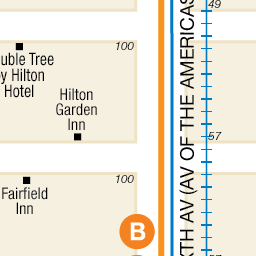 49
100
uble Tree
y Hilton
Hotel
Hilton
Garden
Inn
57
100
Fairfield
Inn
B
XTH AV (AV OF THE AMERICAS